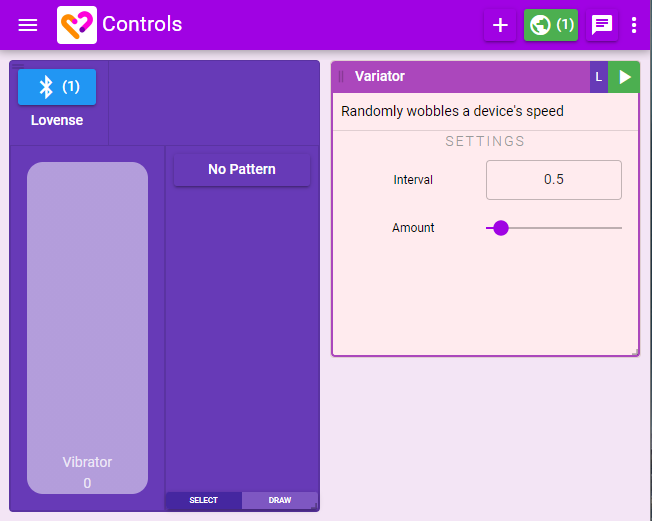 Controls
(1)
(1)
Lovense
No Pattern
Vibrator
0
SELECT
DRAW
Variator
L
Randomly wobbles a device's speed
SETTINGS
Interval
0.5
Amount